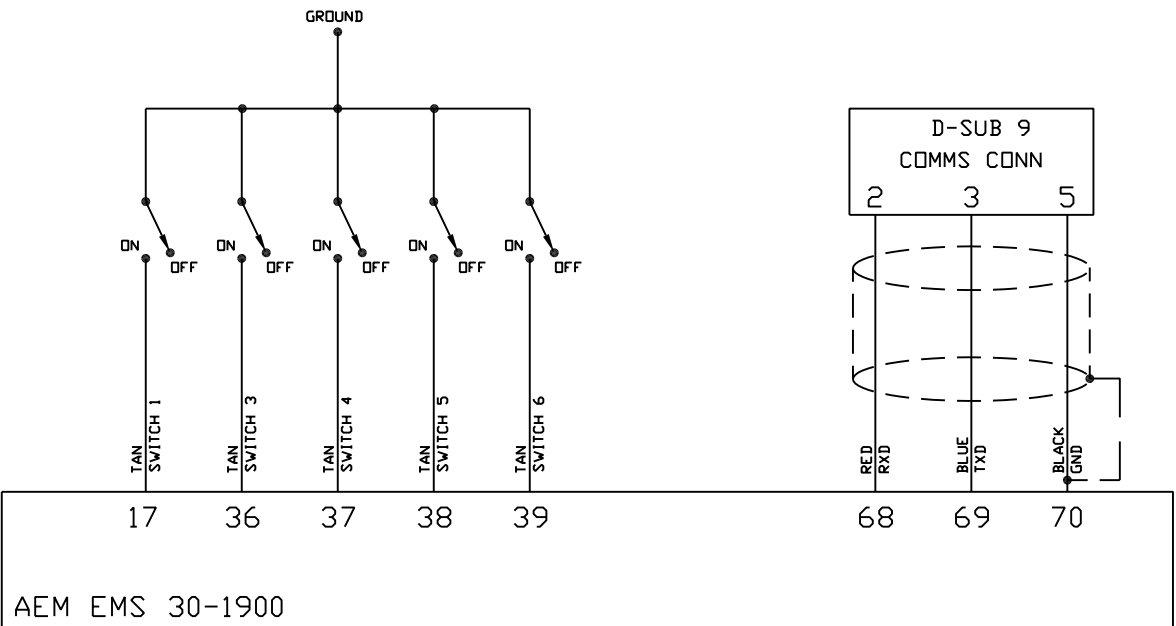 GROUND
D-SUB 9
COMMS CONN
2 3 5
ON OFF ON OFF ON OFF ON OFF ON OFF
TAN
SWITCH 1
TAN
SWITCH 3
TAN
SWITCH 4
TAN
SWITCH 5
TAN
SWITCH 6
RED
RXD
BLUE
TXD
BLACK
GND
17 36 37 38 39 68 69 70
AEM EMS 30-1900